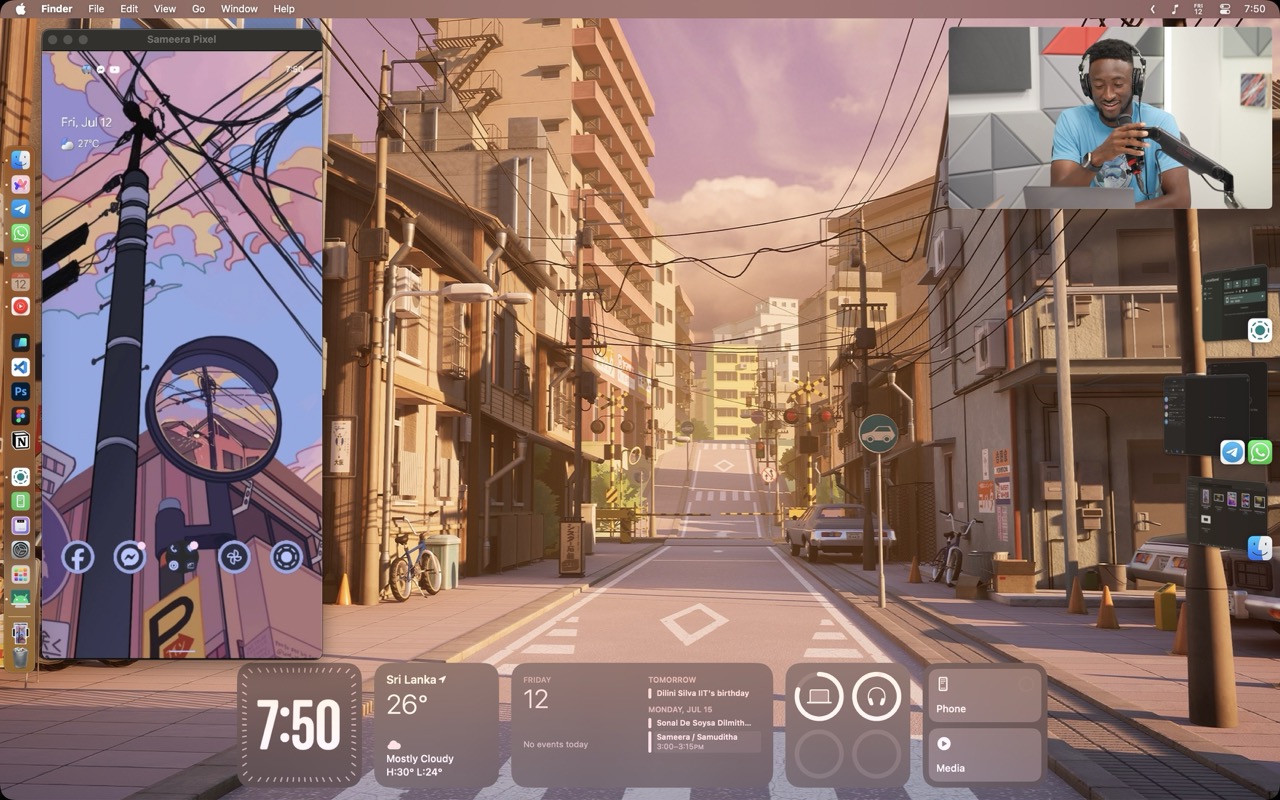 Finder File Edit View Go Window Help
FRI
12
7:50
Sameera Pixel
7:50
Fri, Jul 12
27°C
12
Ps
N
P
7:50
Sri Lanka
26°
Mostly Cloudy
H:30° L:24°
FRIDAY
12
No events today
TOMORROW
Dilini Silva IIT's birthday
MONDAY, JUL 15
Sonal De Soysa Dilmith...
Sameera / Samuditha
3:00–3:15PM
Phone
Media